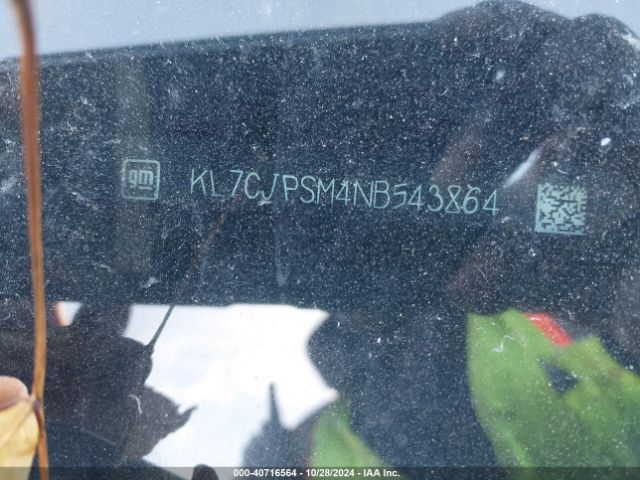 gm KL7CJPSM4NB543864
000-40716564 | 10/28/2024 - IAA Inc.